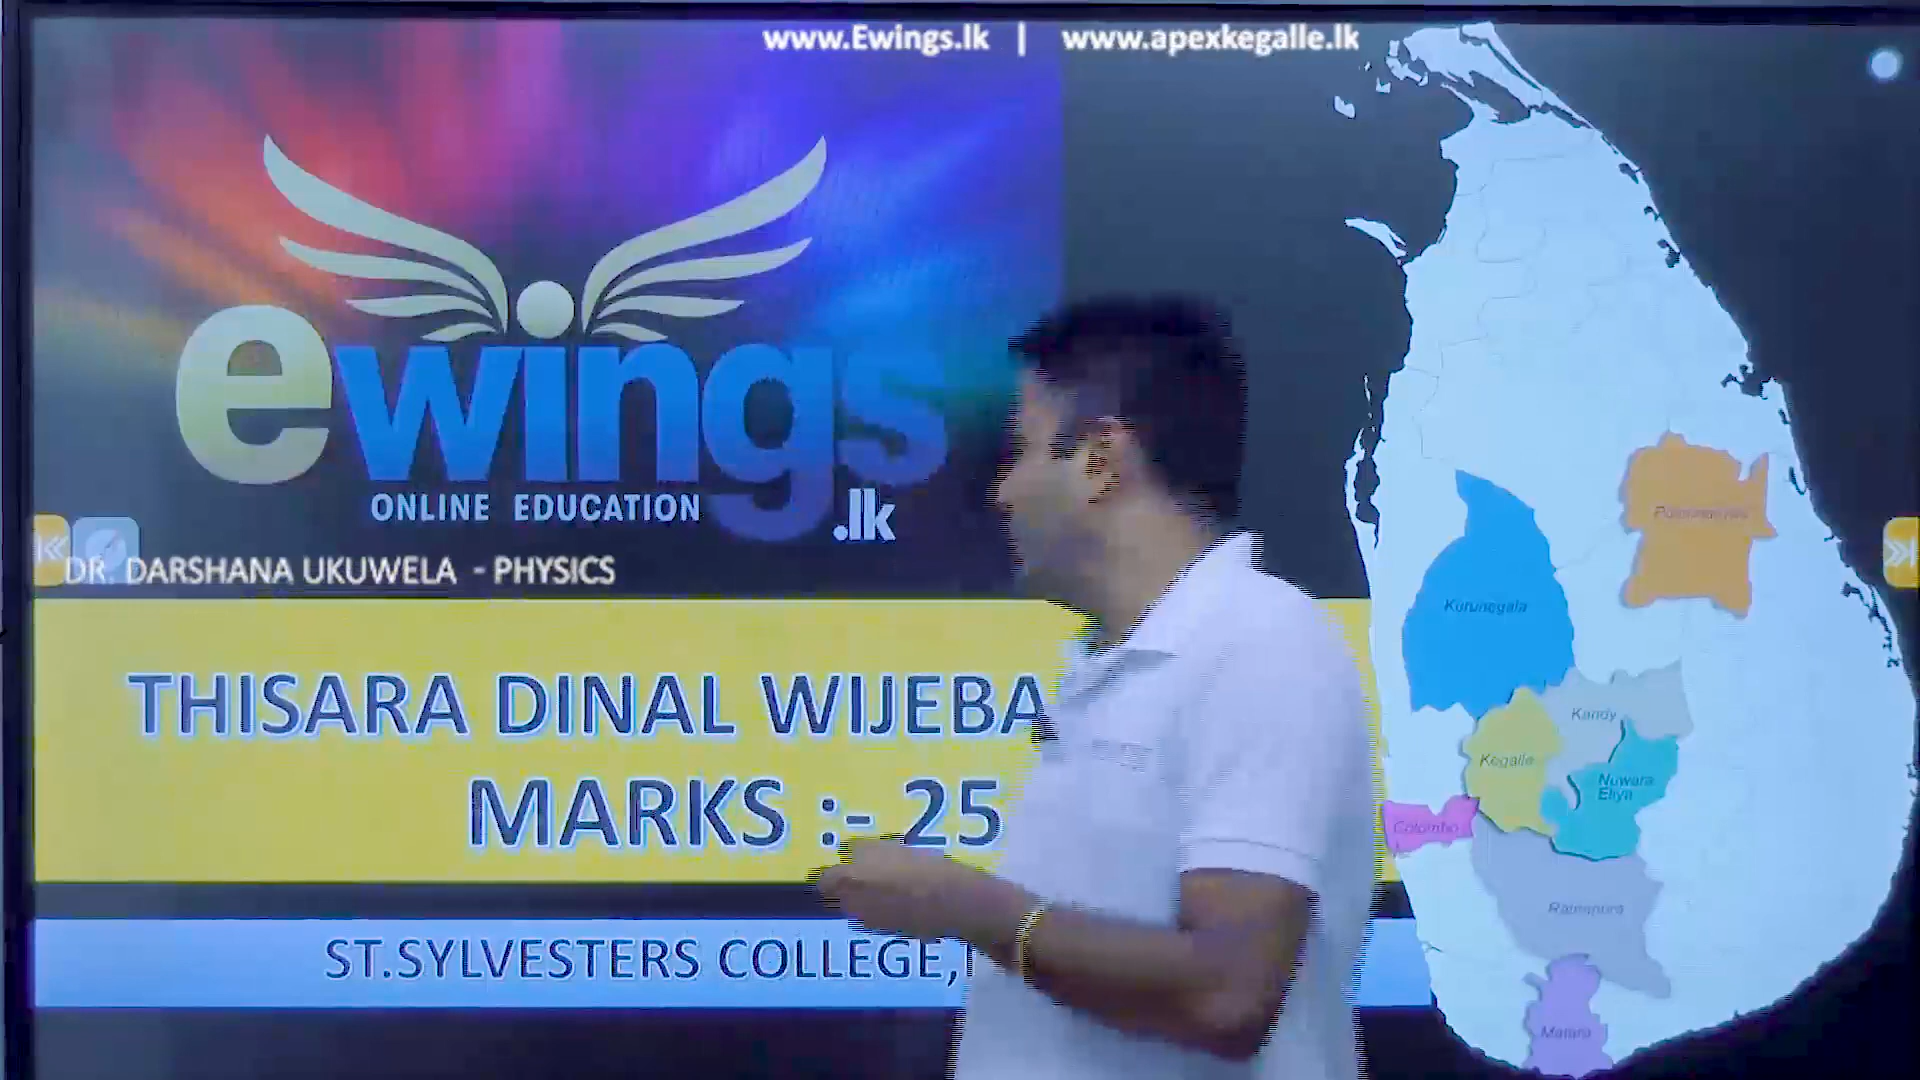 www.Ewings.lk | www.apexkegalle.lk
ewings
.lk
ONLINE EDUCATION
DR. DARSHANA UKUWELA - PHYSICS
THISARA DINAL WIJEBA
MARKS :- 25
ST.SYLVESTERS COLLEGE,
Polonnaruwa
Kurunegala
Kandy
Kegalle
Nuwara
Eliya
Colombo
Ratnapura
Matara